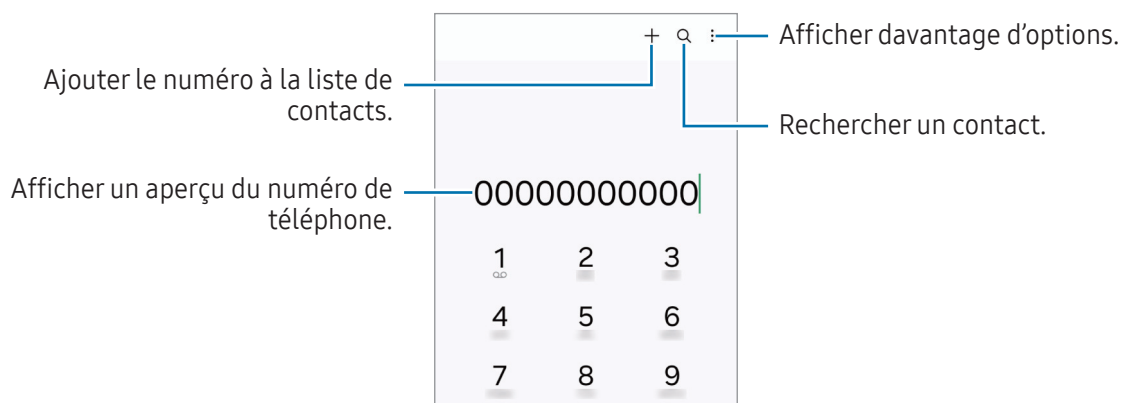 Afficher davantage d’options.
Ajouter le numéro à la liste de
contacts.
Rechercher un contact.
Afficher un aperçu du numéro de
téléphone.
00000000000
1 2 3
4 5 6
7 8 9